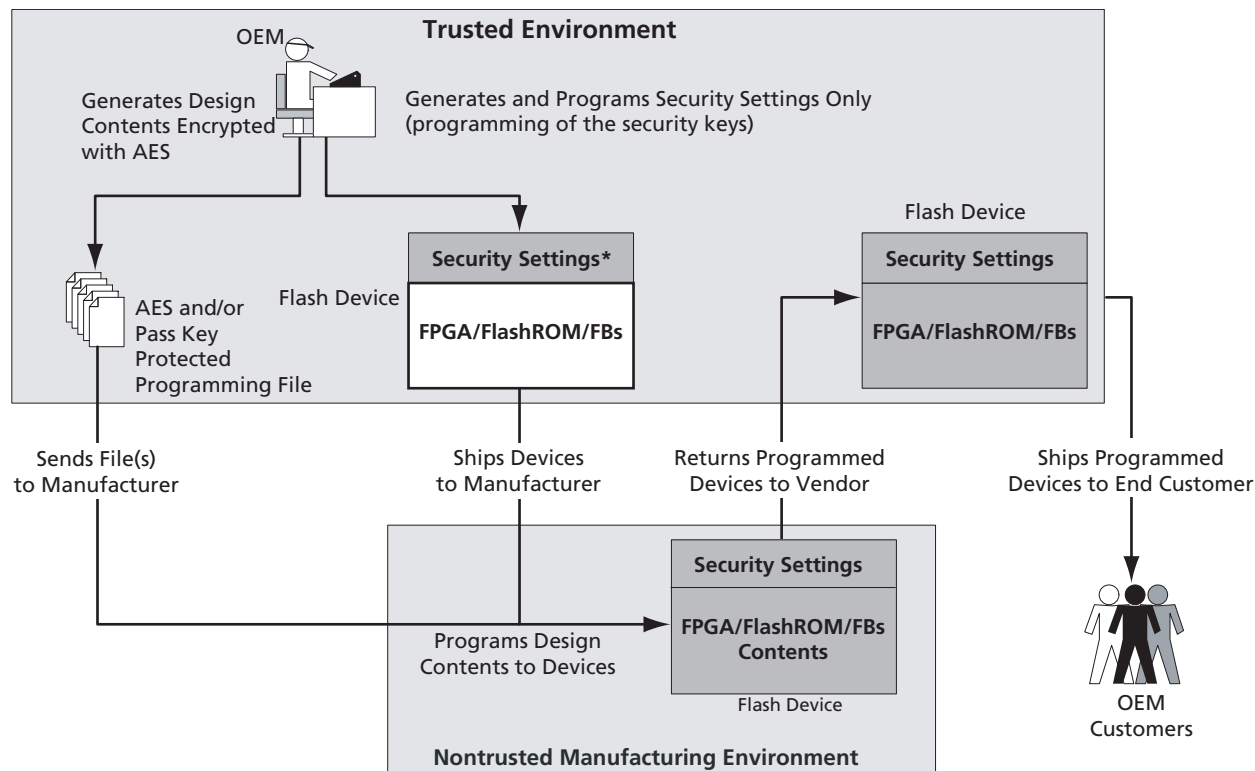 Trusted Environment
OEM
Generates Design
Contents Encrypted
with AES
Generates and Programs Security Settings Only
(programming of the security keys)
Flash Device
Security Settings*
FPGA/FlashROM/FBs
Flash Device
Security Settings
FPGA/FlashROM/FBs
AES and/or
Pass Key
Protected
Programming File
Sends File(s)
to Manufacturer
Ships Devices
to Manufacturer
Returns Programmed
Devices to Vendor
Ships Programmed
Devices to End Customer
Security Settings
FPGA/FlashROM/FBs
Contents
Flash Device
Programs Design
Contents to Devices
OEM
Customers
Nontrusted Manufacturing Environment